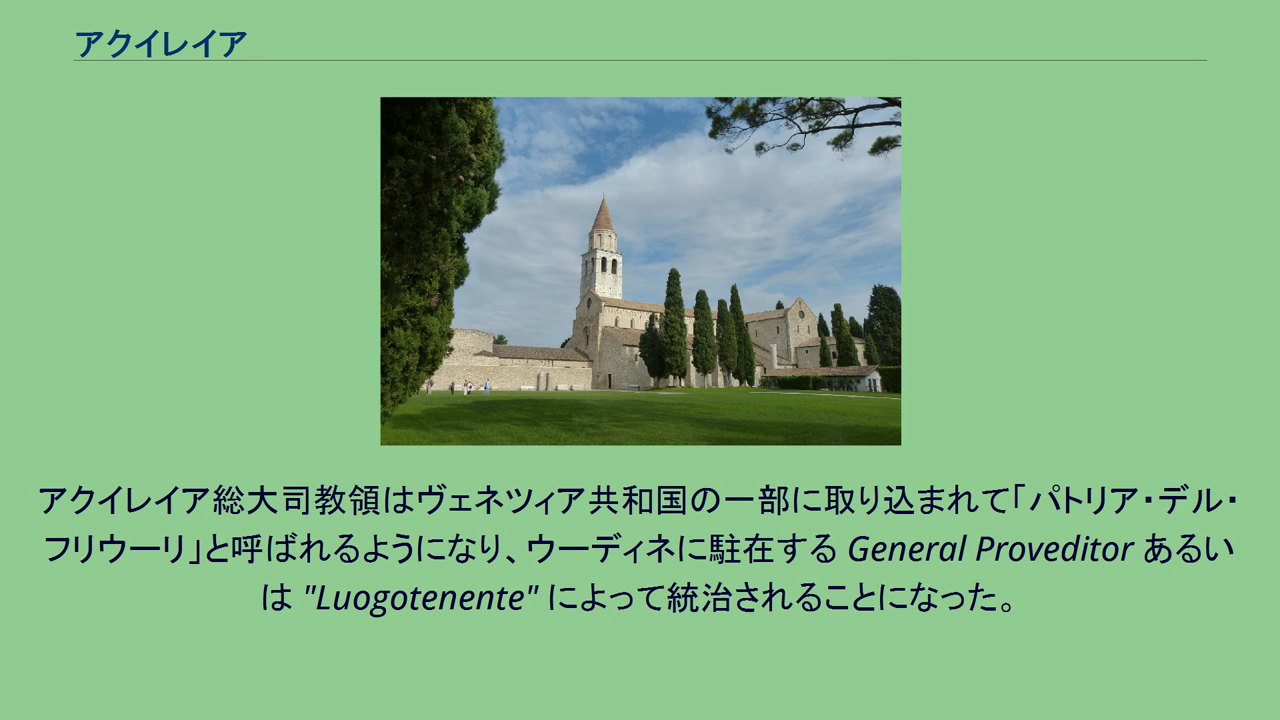 アクイレイア
アクイレイア総大司教領はヴェネツィア共和国の一部に取り込まれて「パトリア・デル・
フリウーリ」と呼ばれるようになり、ウーディネに駐在する General Proveditor あるい
は "Luogotenente" によって統治されることになった。